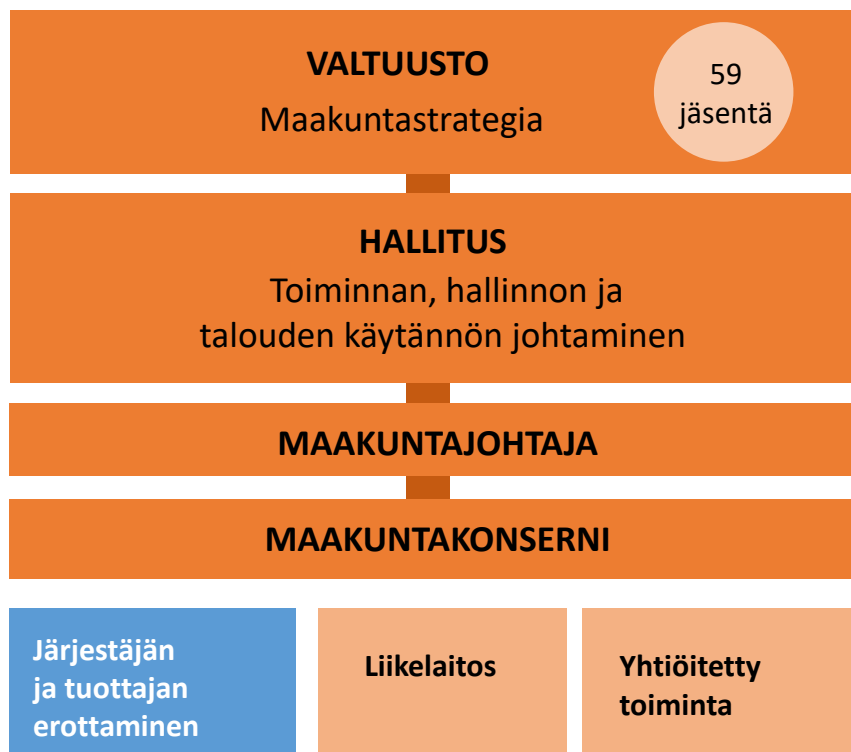 VALTUUSTO
Maakuntastrategia
59
jäsentä
HALLITUS
Toiminnan, hallinnon ja
talouden käytännön johtaminen
MAAKUNTAJOHTAJA
MAAKUNTAKONSERNI
Järjestäjän
ja tuottajan
erottaminen
Liikelaitos
Yhtiöitetty
toiminta